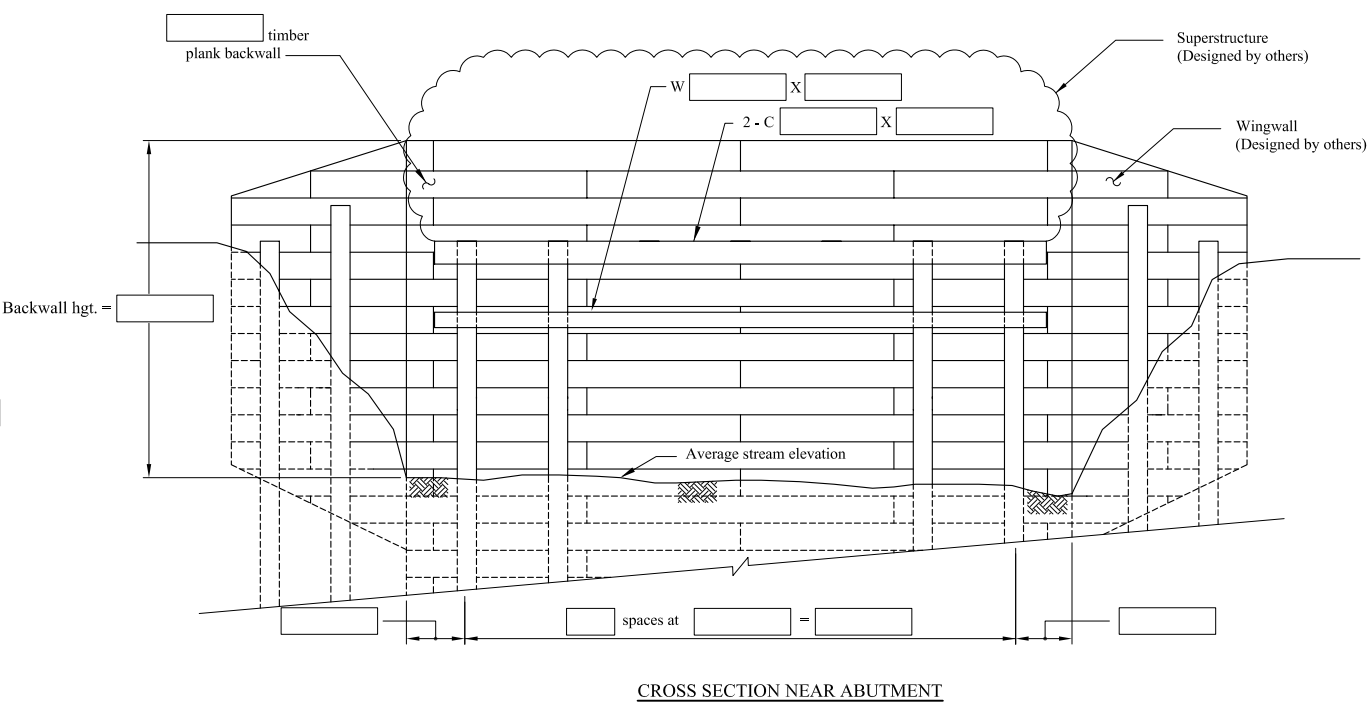 timber
plank backwall
Superstructure
(Designed by others)
W X
2 - C X
Wingwall
(Designed by others)
Backwall hgt. =
Average stream elevation
spaces at =
CROSS SECTION NEAR ABUTMENT